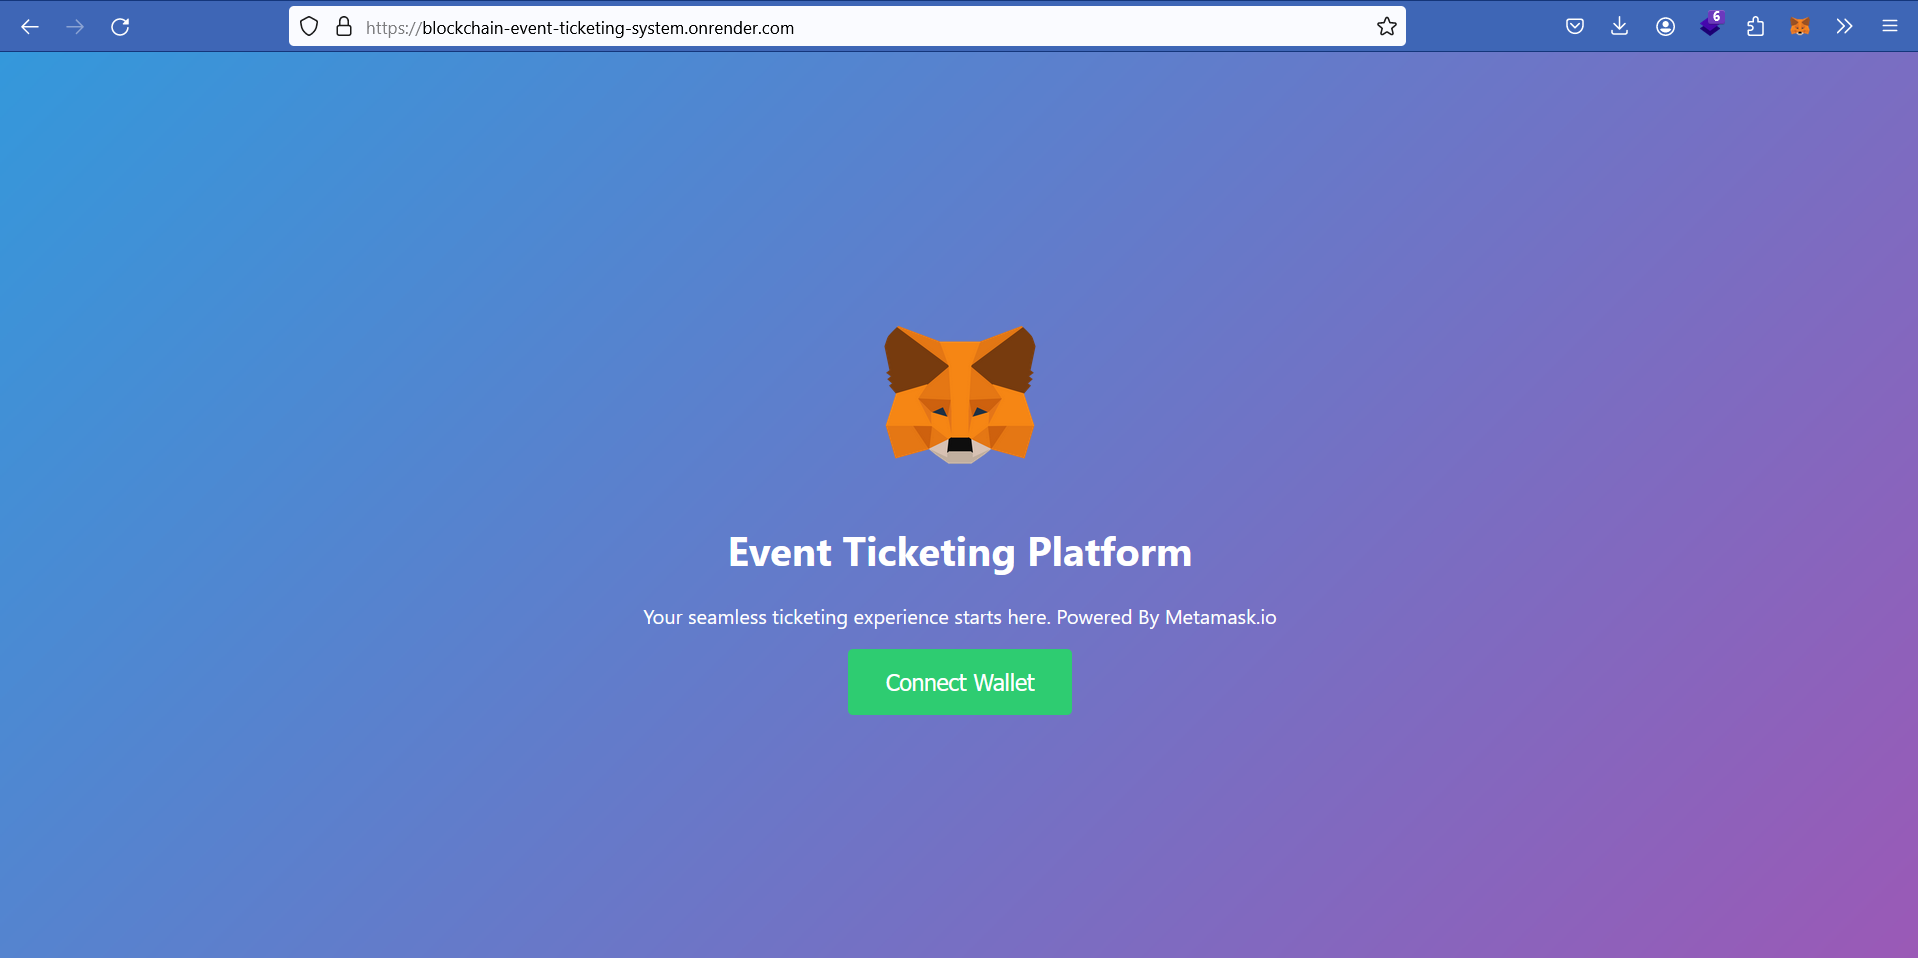 https://blockchain-event-ticketing-system.onrender.com
6
Event Ticketing Platform
Your seamless ticketing experience starts here. Powered By Metamask.io
Connect Wallet